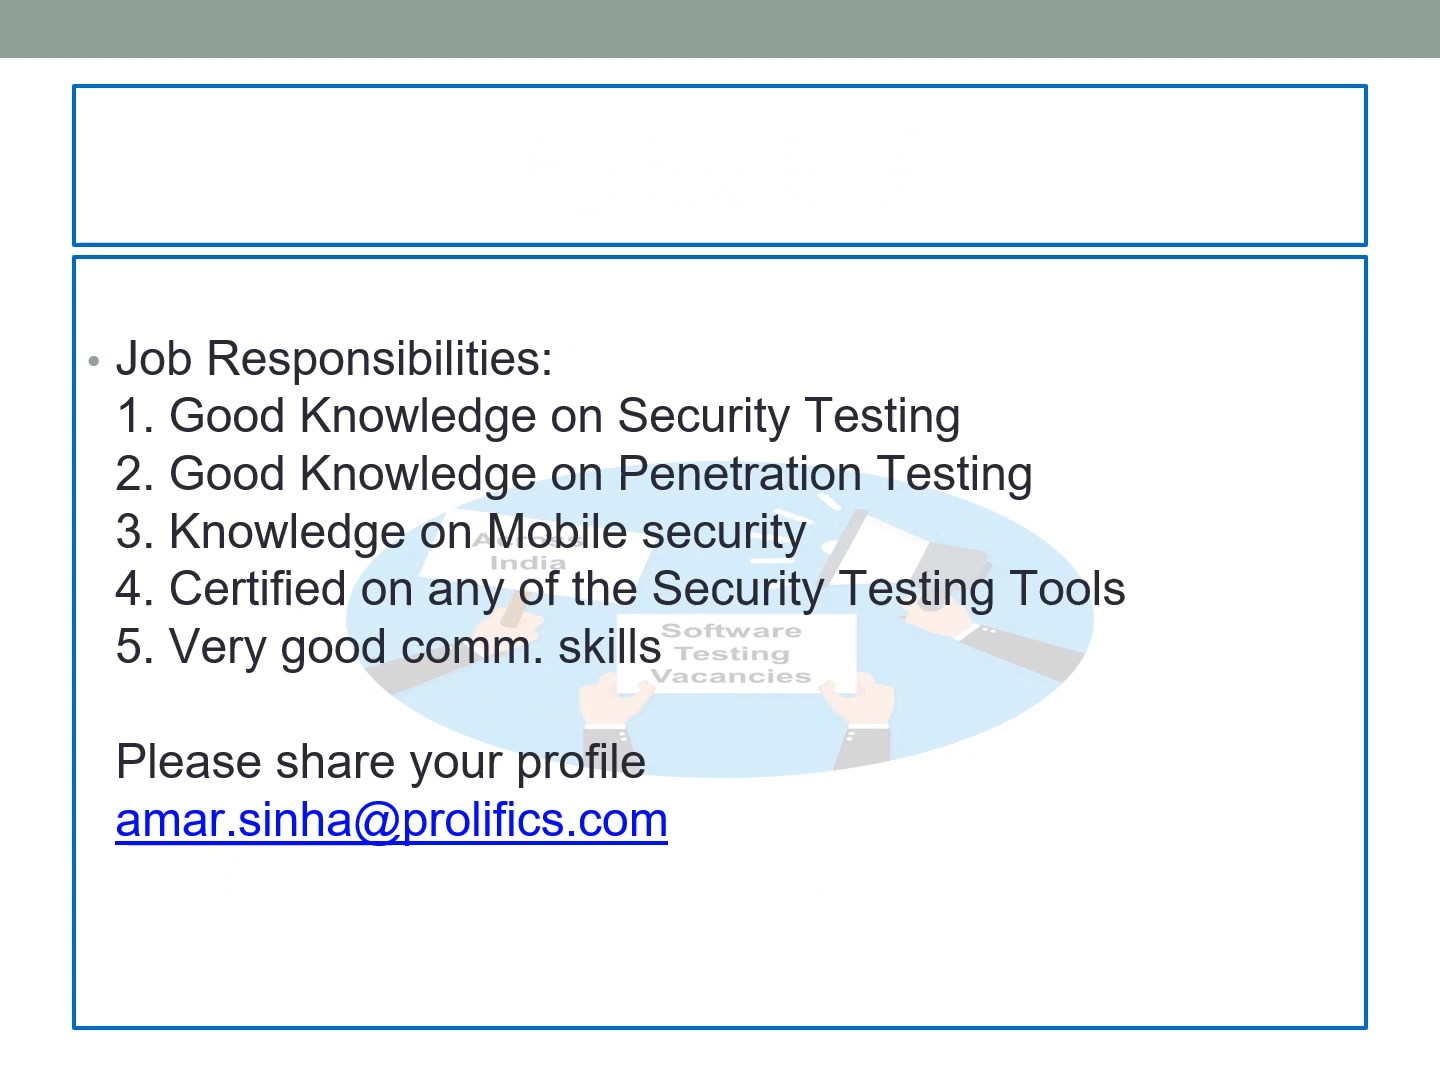 • Job Responsibilities:
1. Good Knowledge on Security Testing
2. Good Knowledge on Penetration Testing
3. Knowledge on Mobile security
4. Certified on any of the Security Testing Tools
5. Very good comm. skills
Please share your profile
amar.sinha@prolifics.com
Across
India
Software
Testing
Vacancies